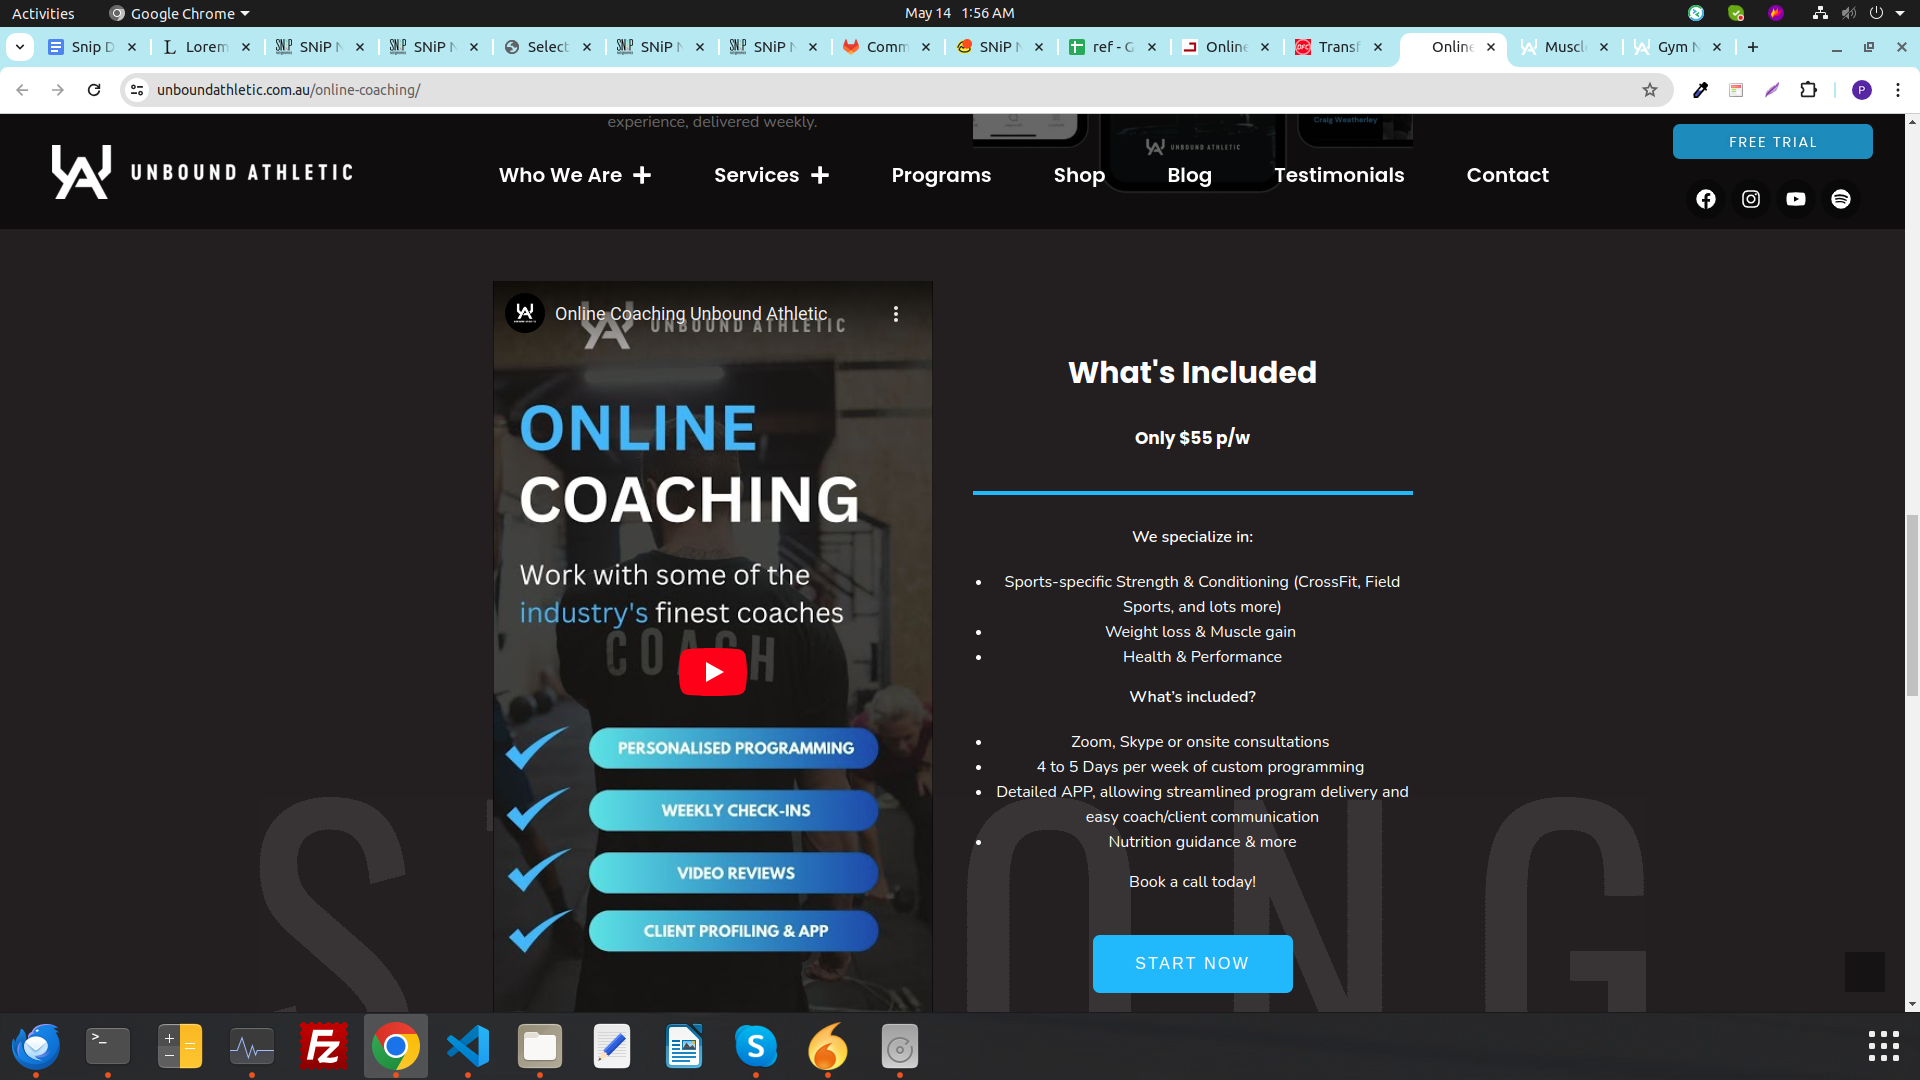 Activities
Google Chrome
May 14 1:56 AM
Snip D
Lorem
SNiP N
SNiP N
Select
SNiP N
SNiP N
Comm
SNiP N
ref - G
Online
Transf
Online
Muscle
Gym N
unboundathletic.com.au/online-coaching/
P
experience, delivered weekly.
Craig Weatherley
UNBOUND ATHLETIC
FREE TRIAL
UNBOUND ATHLETIC
Who We Are
Services
Programs
Shop
Blog
Testimonials
Contact
Online Coaching Unbound Athletic
UNBOUND ATHLETIC
ONLINE
COACHING
Work with some of the
industry's finest coaches
COACH
PERSONALISED PROGRAMMING
WEEKLY CHECK-INS
VIDEO REVIEWS
CLIENT PROFILING & APP
What's Included
Only $55 p/w
We specialize in:
Sports-specific Strength & Conditioning (CrossFit, Field
Sports, and lots more)
Weight loss & Muscle gain
Health & Performance
What's included?
Zoom, Skype or onsite consultations
4 to 5 Days per week of custom programming
Detailed APP, allowing streamlined program delivery and
easy coach/client communication
Nutrition guidance & more
Book a call today!
START NOW